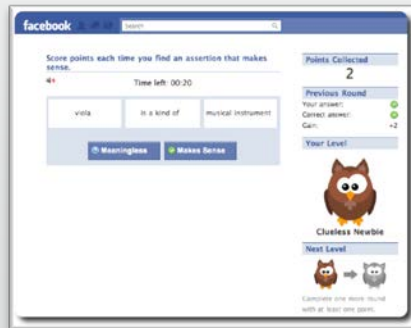 facebook
Search
Score points each time you find an assertion that makes
sense.
Time left: 00:20
viola
is a kind of
musical instrument
Meaningless
Makes Sense
Points Collected
2
Previous Round
Your answer:
Correct answer:
Gain: +2
Your Level
Clueless Newbie
Next Level
Complete one more round
with at least one point.